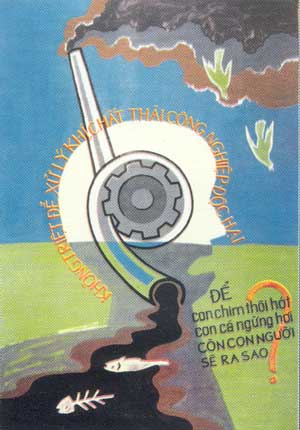 KHÔNG TRIỆT ĐỂ XỬ LÝ KHÍ CHẤT THẢI CÔNG NGHIỆP ĐỘC HẠI
ĐỂ
con chim thôi hót
con cá ngừng hơi
CÒN CON NGƯỜI
SẼ RA SAO ?